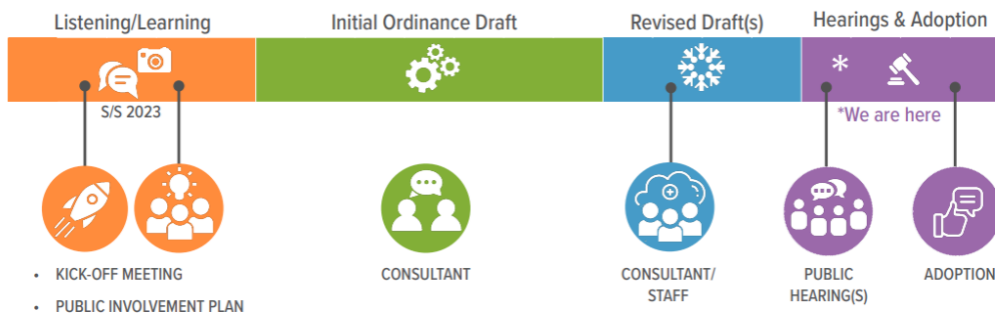 Listening/Learning
Initial Ordinance Draft
Revised Draft(s)
Hearings & Adoption
*
S/S 2023
*We are here
• KICK-OFF MEETING
• PUBLIC INVOLVEMENT PLAN
CONSULTANT
CONSULTANT/
STAFF
PUBLIC
HEARING(S)
ADOPTION